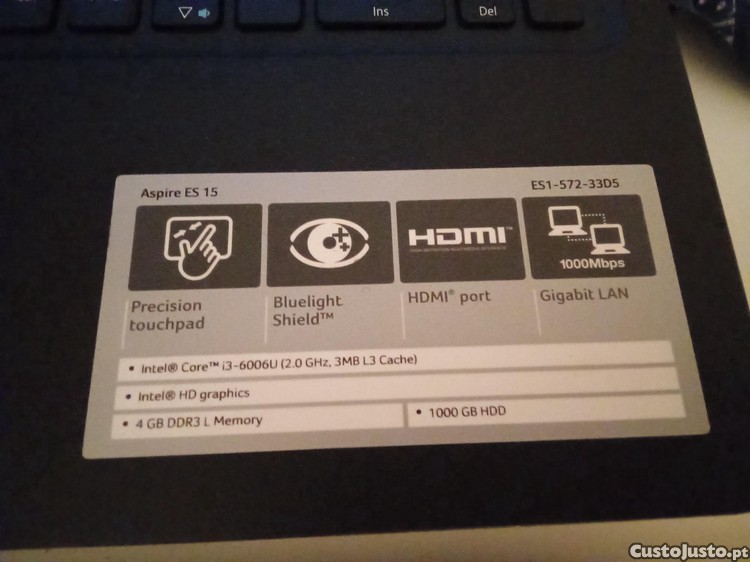 Ins Del
Aspire ES 15 ES1-572-33D5
HDMI™
1000Mbps
Precision
touchpad
Bluelight
Shield™
HDMI® port
Gigabit LAN
• Intel® Core™ i3-6006U (2.0 GHz, 3MB L3 Cache)
• Intel® HD graphics
• 4 GB DDR3 L Memory • 1000 GB HDD
CustoJusto.pt